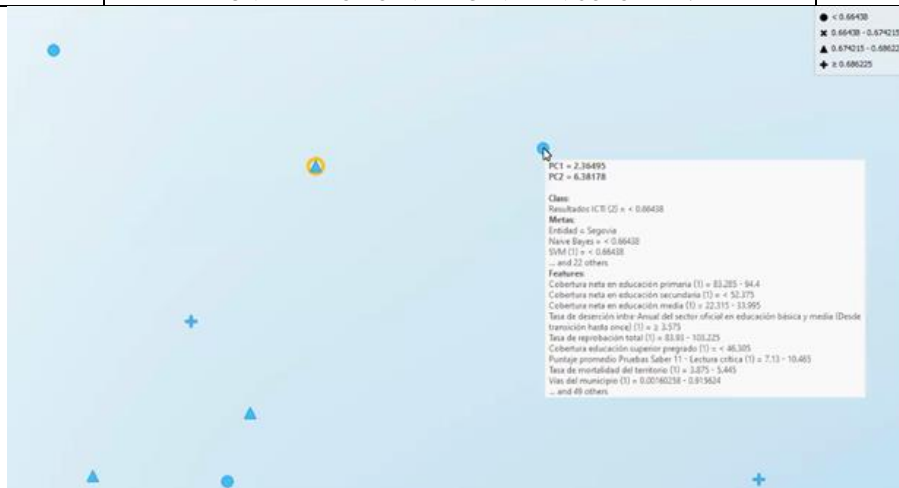 < 0.66438
0.66438 - 0.674215
0.674215 - 0.68622
≥ 0.686225
PC1 = 2.36495
PC2 = 6.38178
Class:
Resultados ICTI (2) = < 0.66438
Metas:
Entidad = Segovia
Naive Bayes = < 0.66438
SVM (1) = < 0.66438
... and 22 others
Features:
Cobertura neta en educación primaria (1) = 83.285 - 94.4
Cobertura neta en educación secundaria (1) = < 52.375
Cobertura neta en educación media (1) = 22.315 - 33.995
Tasa de deserción intra-Anual del sector oficial en educación básica y media (Desde
transición hasta once) (1) = ≥ 3.575
Tasa de reprobación total (1) = 83.93 - 103.225
Cobertura educación superior pregrado (1) = < 46.305
Puntaje promedio Pruebas Saber 11 - Lectura crítica (1) = 7.13 - 10.465
Tasa de mortalidad del territorio (1) = 3.875 - 5.445
Vías del municipio (1) = 0.00160258 - 0.919624
... and 49 others